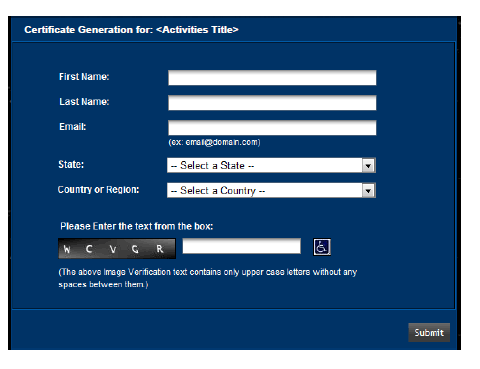 Certificate Generation for: <Activities Title>
First Name:
Last Name:
Email:
(ex: email@domain.com)
State: -- Select a State --
Country or Region: -- Select a Country --
Please Enter the text from the box:
W C V G R
(The above Image Verification text contains only upper case letters without any
spaces between them.)
Submit